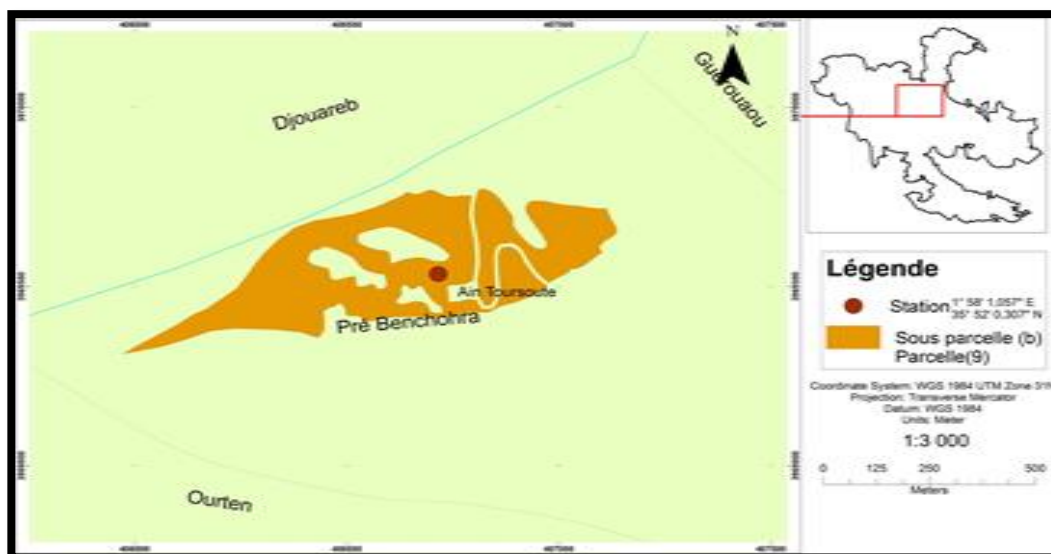 N
Djouareb
Guerouaou
Ain Toursoute
Pré Benchohra
Ourten
Légende
Station 1° 58' 1,057" E
35° 52' 0,307" N
Sous parcelle (b)
Parcelle(9)
Coordinate System: WGS 1984 UTM Zone
Projection: Transverse Mercator
Datum: WGS 1984
Units: Meter
1:3 000
0 125 250 500
Meters